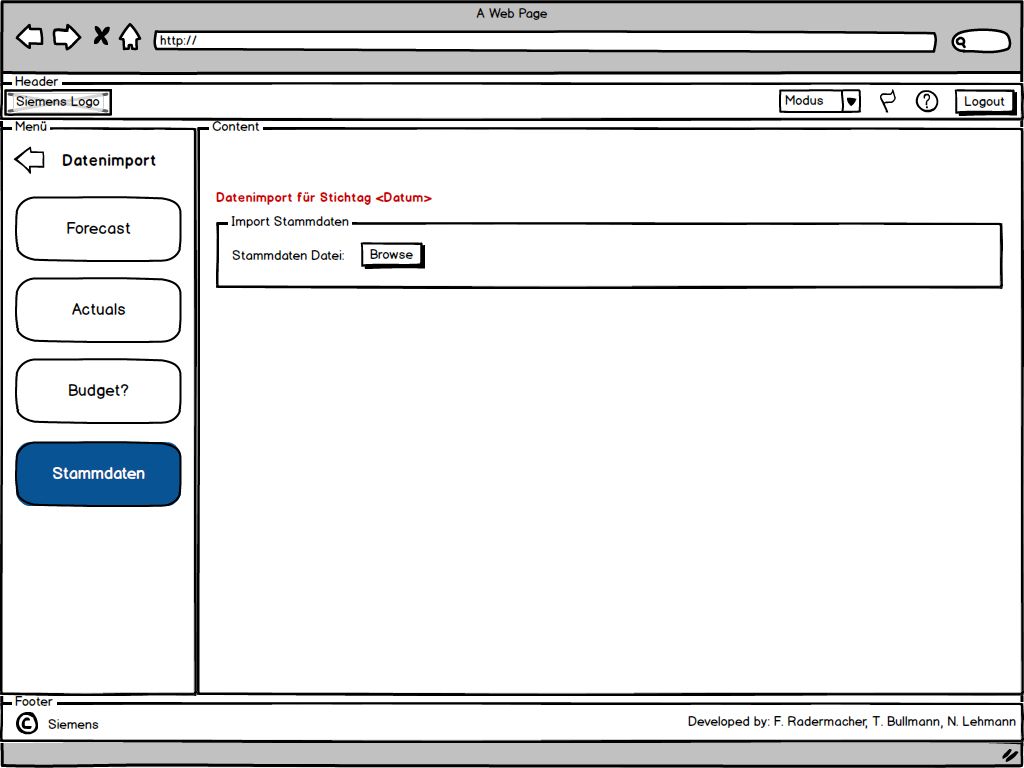 A Web Page
http://
Header
Siemens Logo
Modus
?
Logout
Menü
Content
Datenimport
Forecast
Actuals
Budget?
Stammdaten
Datenimport für Stichtag <Datum>
Import Stammdaten
Stammdaten Datei:
Browse
Footer
© Siemens
Developed by: F. Radermacher, T. Bullmann, N. Lehmann